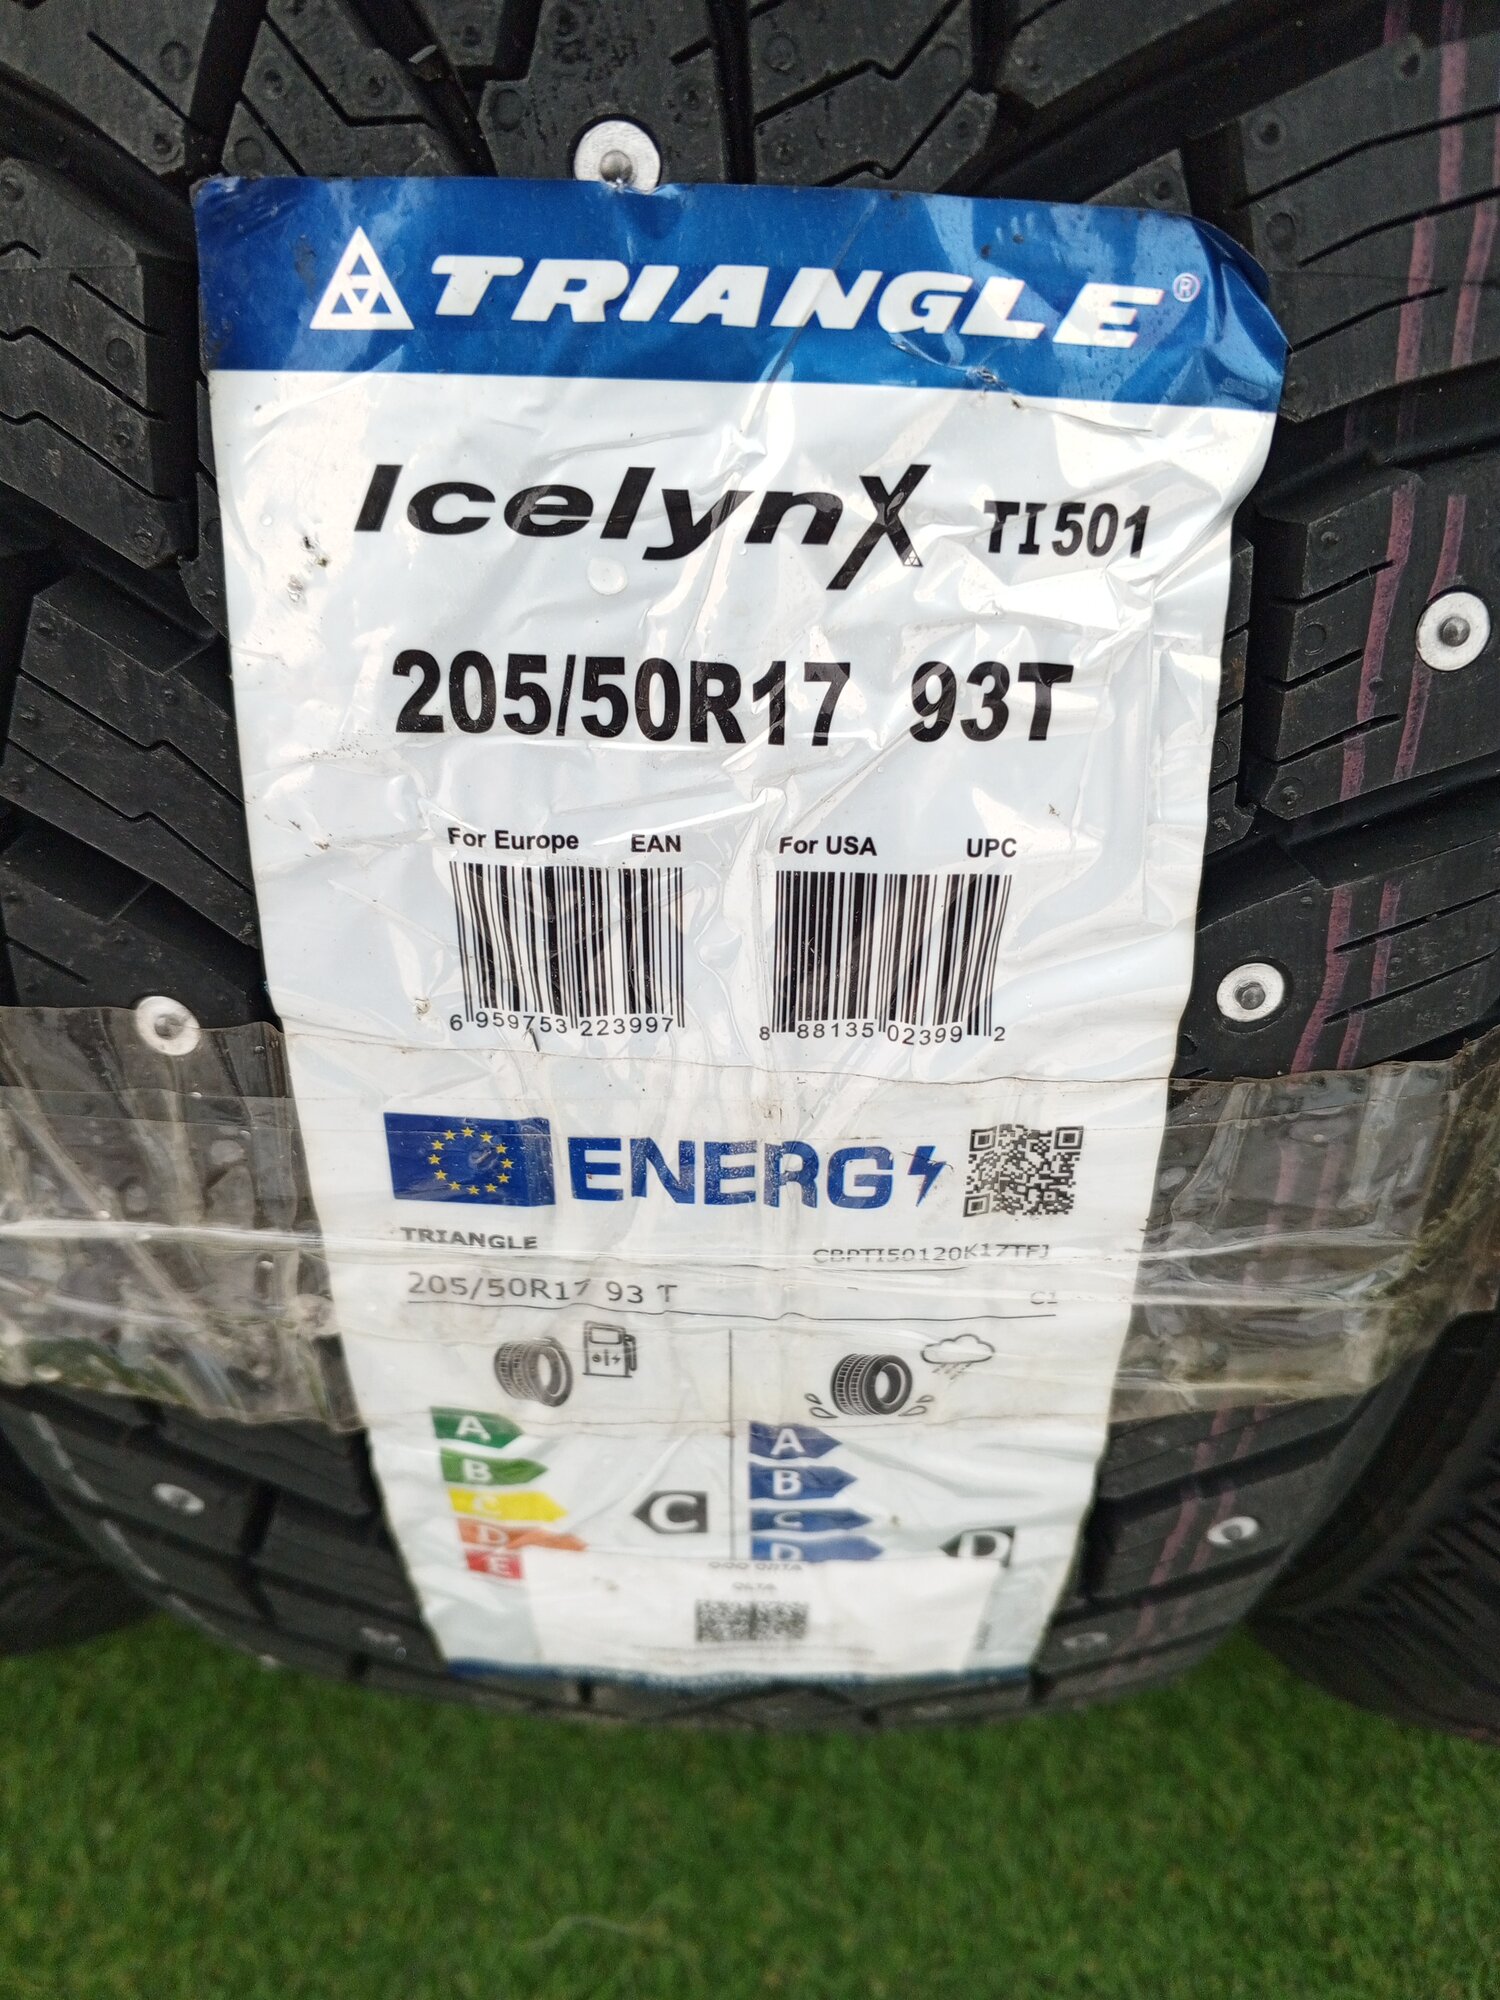 TRIANGLE®
IcelynX TI501
205/50R17 93T
For Europe EAN
For USA UPC
6 959753 223997
8 88135 02399 2
ENERG
TRIANGLE
CBPTI50120K17TFJ
205/50R17 93 T
C1
A
B
C
D
E
C
A
B
C
D
D